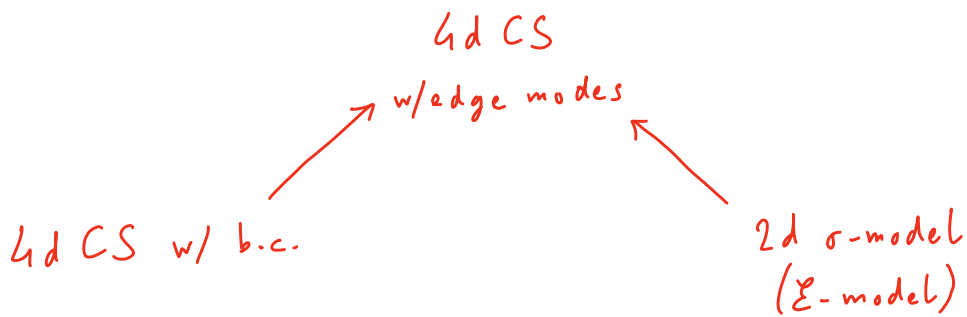 4d CS
w/edge modes
4d CS w/ b.c.
2d σ-model
(ℰ-model)